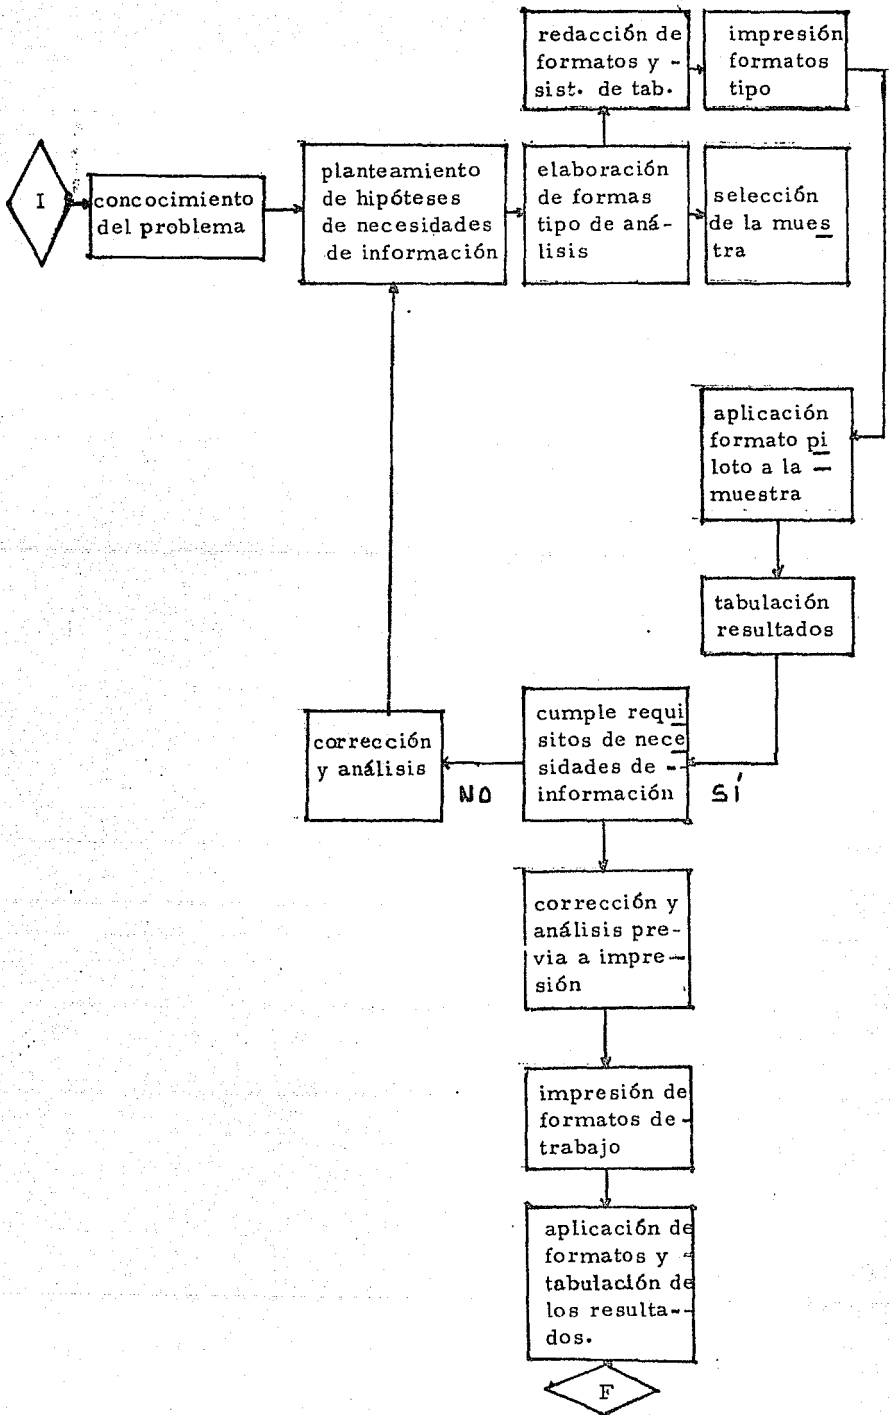 redacción de
formatos y -
sist. de tab.
impresión
formatos
tipo
I
concocimiento
del problema
planteamiento
de hipóteses
de necesidades
de información
elaboración
de formas
tipo de aná-
lisis
selección
de la mues
tra
aplicación
formato pi
loto a la -
muestra
tabulación
resultados
cumple requi
sitos de nece
sidades de --
información
SÍ
NO
corrección
y análisis
corrección y
análisis pre-
via a impre-
sión
impresión de
formatos de -
trabajo
aplicación de
formatos y -
tabulación de
los resulta--
dos.
F